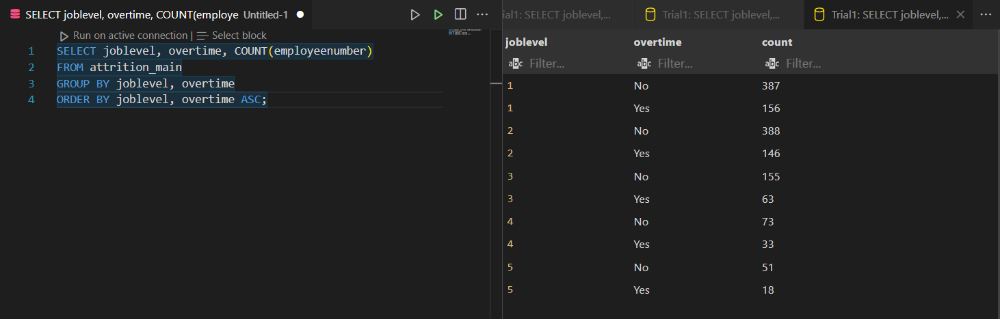 SELECT joblevel, overtime, COUNT(employe Untitled-1
ial1: SELECT joblevel,... Trial1: SELECT joblevel,... Trial1: SELECT joblevel,...
Run on active connection | Select block
1 SELECT joblevel, overtime, COUNT(employeenumber)
2 FROM attrition_main
3 GROUP BY joblevel, overtime
4 ORDER BY joblevel, overtime ASC;
joblevel overtime count
abc Filter... abc Filter... abc Filter...
1 No 387
1 Yes 156
2 No 388
2 Yes 146
3 No 155
3 Yes 63
4 No 73
4 Yes 33
5 No 51
5 Yes 18